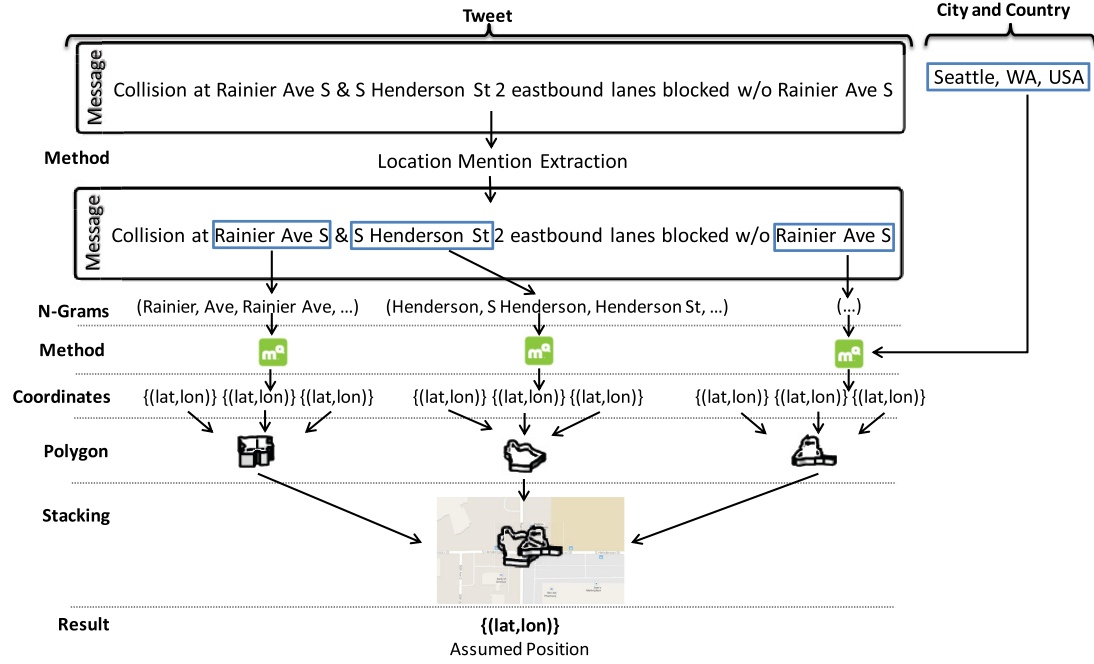 Tweet
City and Country
Message
Collision at Rainier Ave S & S Henderson St 2 eastbound lanes blocked w/o Rainier Ave S
Seattle, WA, USA
Method
Location Mention Extraction
Message
Collision at Rainier Ave S & S Henderson St 2 eastbound lanes blocked w/o Rainier Ave S
N-Grams
(Rainier, Ave, Rainier Ave, ...)
(Henderson, S Henderson, Henderson St, ...)
(...)
Method
mq
mq
mq
Coordinates
{(lat,lon)} {(lat,lon)} {(lat,lon)}
{(lat,lon)} {(lat,lon)} {(lat,lon)}
{(lat,lon)} {(lat,lon)} {(lat,lon)}
Polygon
Stacking
Result
{(lat,lon)}
Assumed Position